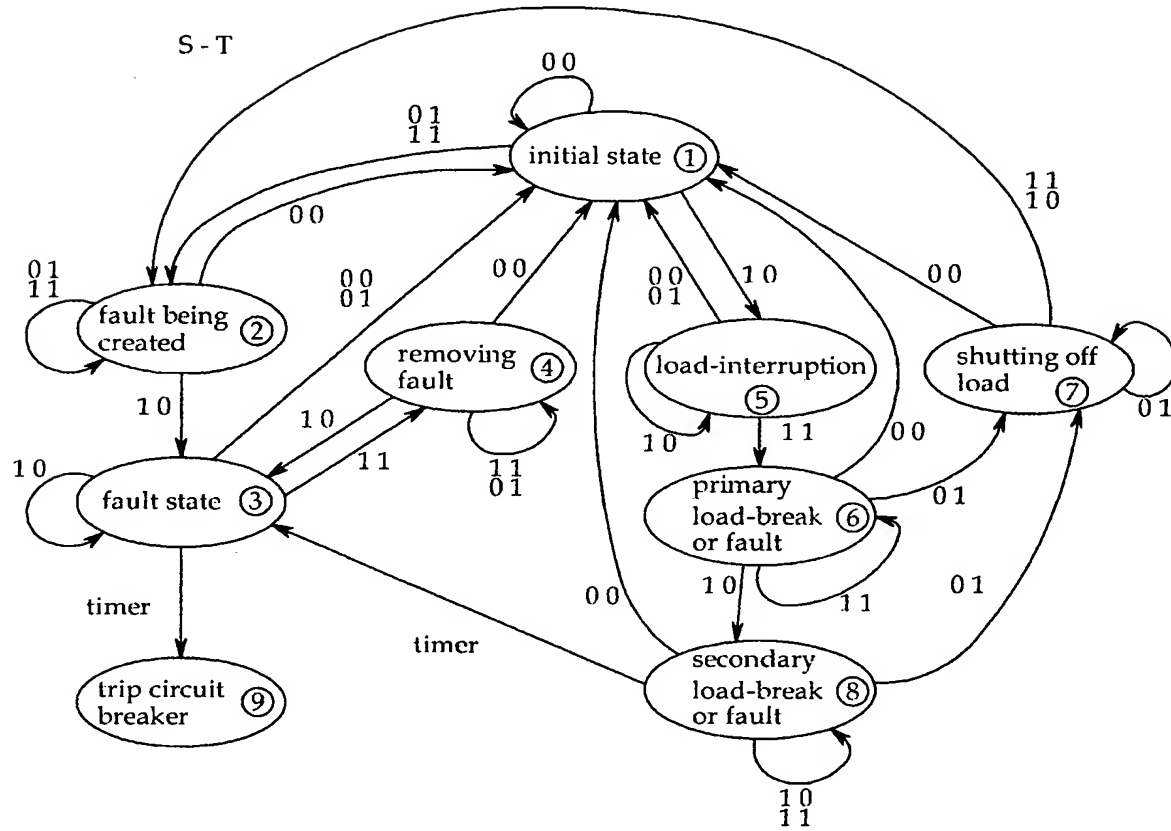 S - T
0 0
0 1
1 1
initial state 1
1 1
1 0
0 0
0 0
0 1
0 0
0 0
0 1
1 0
0 0
0 1
1 1
fault being
created 2
removing
fault 4
load-interruption
5
shutting off
load 7
1 0
1 0
1 0
1 1
0 1
0 0
1 0
1 1
1 1
0 1
fault state 3
primary
load-break
or fault 6
0 1
timer
timer
0 0
1 0
1 1
0 1
trip circuit
breaker 9
secondary
load-break
or fault 8
1 0
1 1